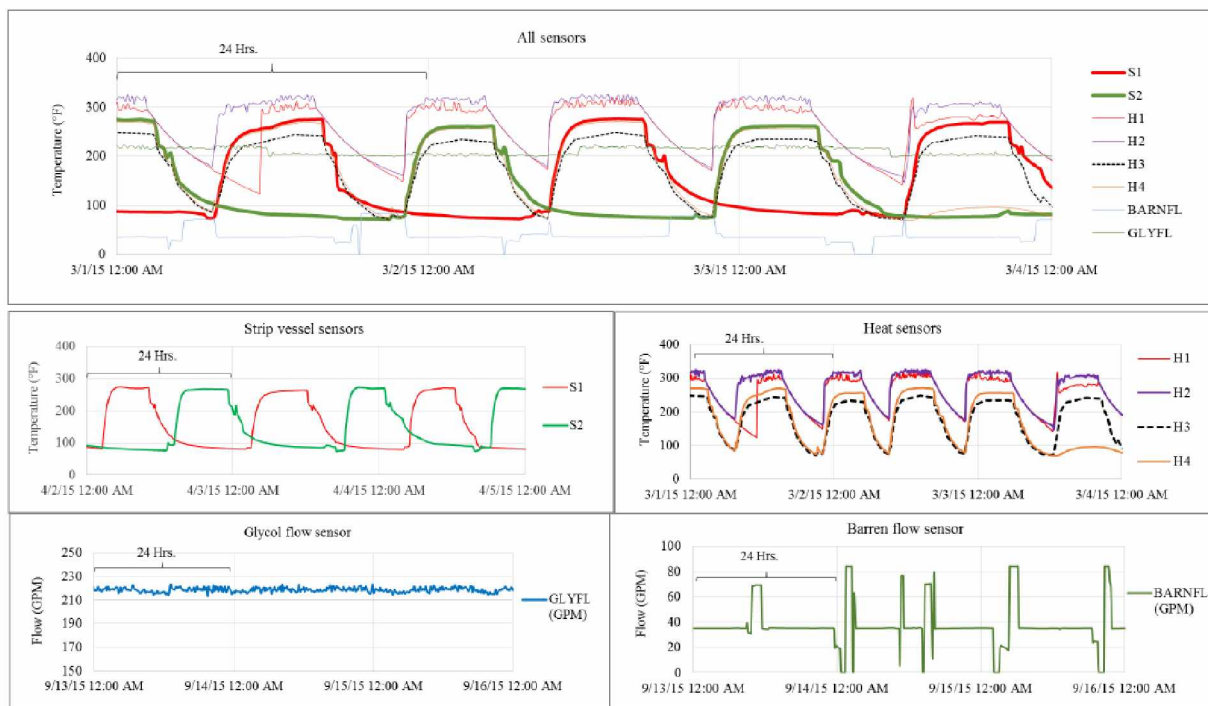 All sensors
24 Hrs.
400
300
200
100
0
Temperature (°F)
3/1/15 12:00 AM 3/2/15 12:00 AM 3/3/15 12:00 AM 3/4/15 12:00 AM
S1
S2
H1
H2
H3
H4
BARNFL
GLYFL
Strip vessel sensors
24 Hrs.
400
300
200
100
0
Temperature (°F)
4/2/15 12:00 AM 4/3/15 12:00 AM 4/4/15 12:00 AM 4/5/15 12:00 AM
S1
S2
Heat sensors
24 Hrs.
400
300
200
100
0
Temperature (°F)
3/1/15 12:00 AM 3/2/15 12:00 AM 3/3/15 12:00 AM 3/4/15 12:00 AM
H1
H2
H3
H4
Glycol flow sensor
24 Hrs.
250
230
210
190
170
150
Flow (GPM)
9/13/15 12:00 AM 9/14/15 12:00 AM 9/15/15 12:00 AM 9/16/15 12:00 AM
GLYFL
(GPM)
Barren flow sensor
24 Hrs.
100
80
60
40
20
0
Flow (GPM)
9/13/15 12:00 AM 9/14/15 12:00 AM 9/15/15 12:00 AM 9/16/15 12:00 AM
BARNFL
(GPM)